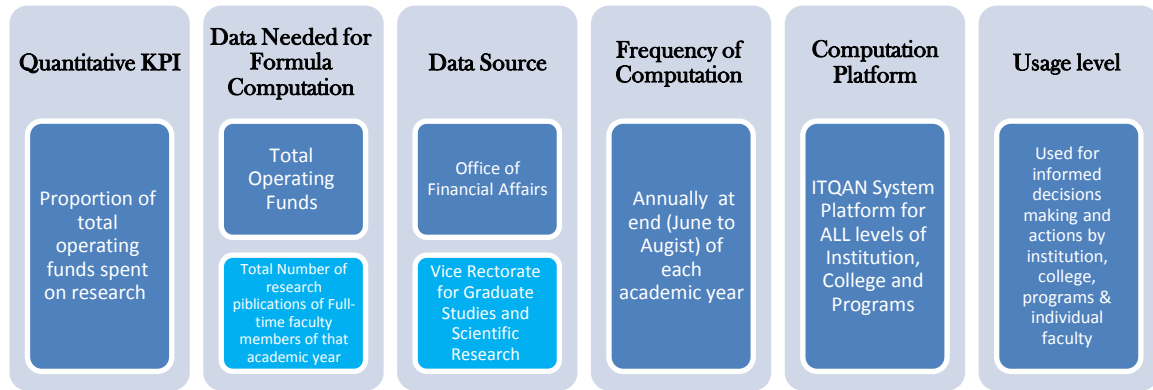 Quantitative KPI
Proportion of
total
operating
funds spent
on research
Data Needed for
Formula
Computation
Total
Operating
Funds
Total Number of
research
piblications of Full-
time faculty
members of that
academic year
Data Source
Office of
Financial Affairs
Vice Rectorate
for Graduate
Studies and
Scientific
Research
Frequency of
Computation
Annually at
end (June to
Augist) of
each
academic year
Computation
Platform
ITQAN System
Platform for
ALL levels of
Institution,
College and
Programs
Usage level
Used for
informed
decisions
making and
actions by
institution,
college,
programs &
individual
faculty